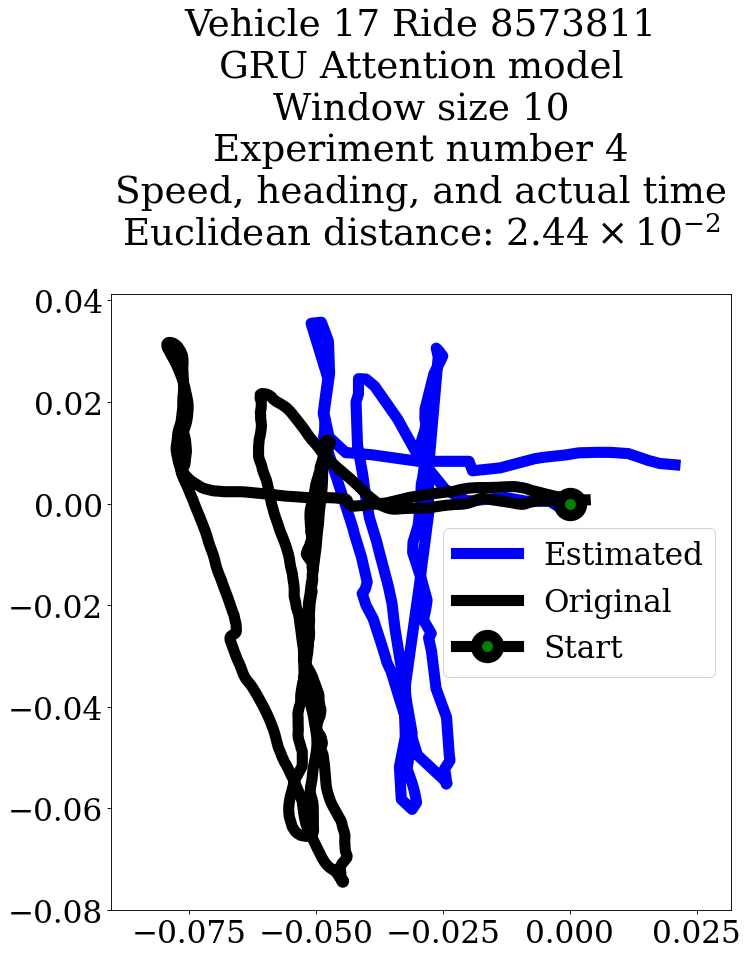 Vehicle 17 Ride 8573811
GRU Attention model
Window size 10
Experiment number 4
Speed, heading, and actual time
Euclidean distance: 2.44 × 10⁻²
0.04
0.02
0.00
−0.02
−0.04
−0.06
−0.08
Estimated
Original
Start
−0.075 −0.050 −0.025 0.000 0.025